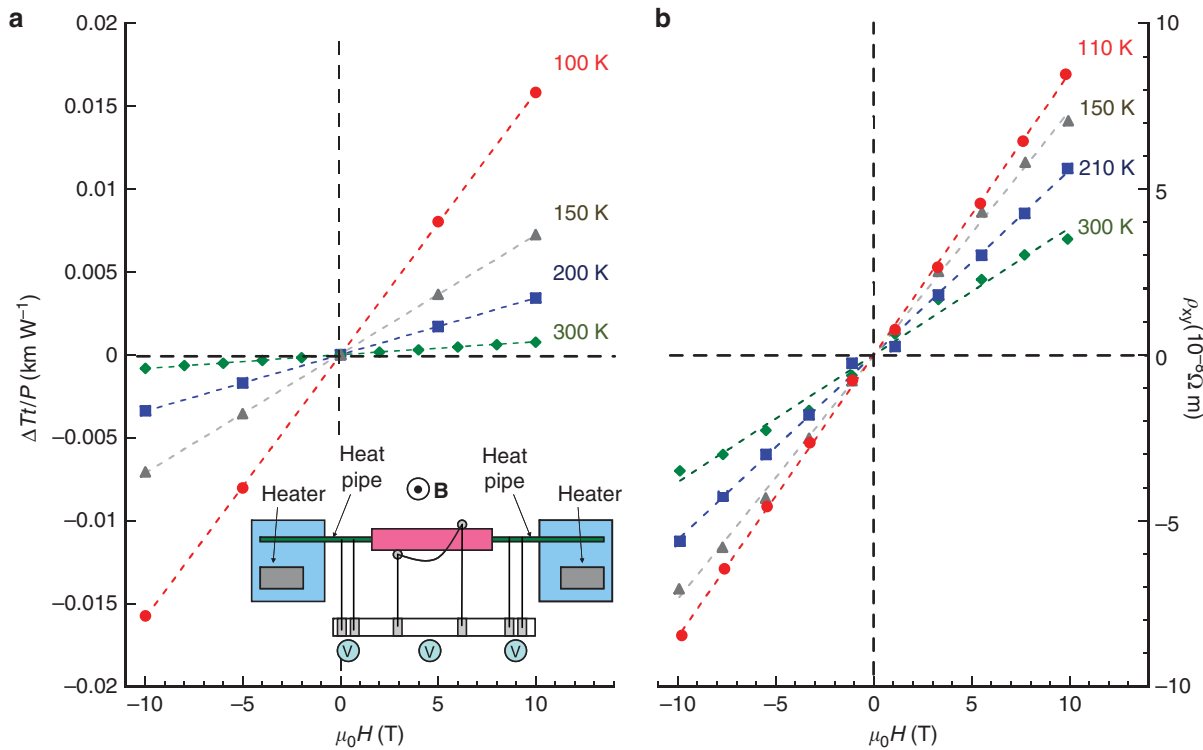 a
0.02
0.015
0.01
0.005
0
−0.005
−0.01
−0.015
−0.02
ΔTt/P (km W−1)
100 K
150 K
200 K
300 K
Heat pipe
B
Heat pipe
Heater
Heater
V
V
V
−10
−5
0
5
10
μ0H (T)
b
110 K
150 K
210 K
300 K
10
5
0
−5
−10
ρxy(10−8Ω m)
−10
−5
0
5
10
μ0H (T)